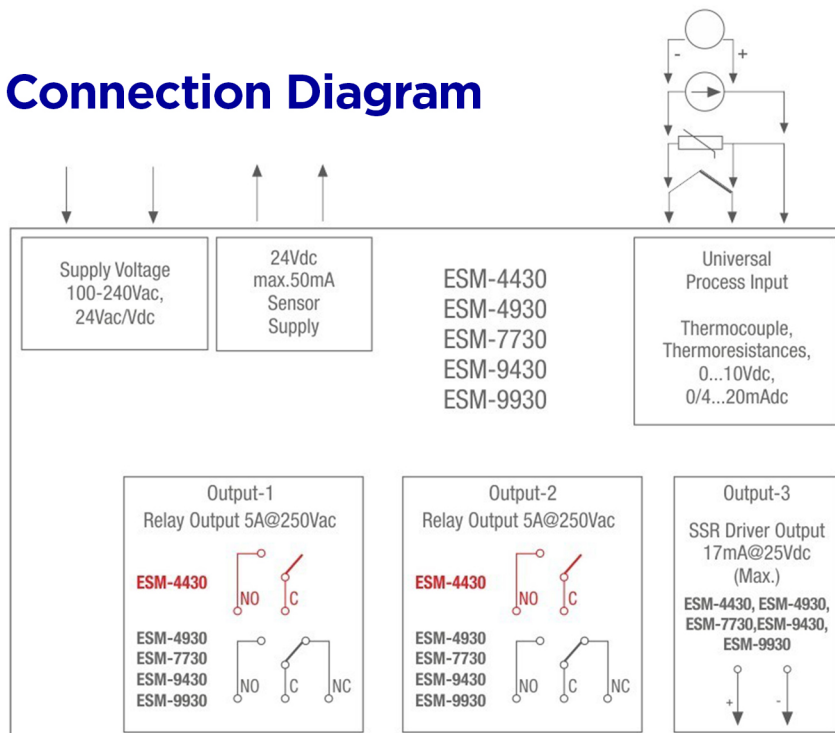 Connection Diagram
- +
Supply Voltage
100-240Vac,
24Vac/Vdc
24Vdc
max.50mA
Sensor
Supply
ESM-4430
ESM-4930
ESM-7730
ESM-9430
ESM-9930
Universal
Process Input
Thermocouple,
Thermoresistances,
0...10Vdc,
0/4...20mAdc
Output-1
Relay Output 5A@250Vac
ESM-4430
NO C
ESM-4930
ESM-7730
ESM-9430
ESM-9930
NO C NC
Output-2
Relay Output 5A@250Vac
ESM-4430
NO C
ESM-4930
ESM-7730
ESM-9430
ESM-9930
NO C NC
Output-3
SSR Driver Output
17mA@25Vdc
(Max.)
ESM-4430, ESM-4930,
ESM-7730,ESM-9430,
ESM-9930
+ -